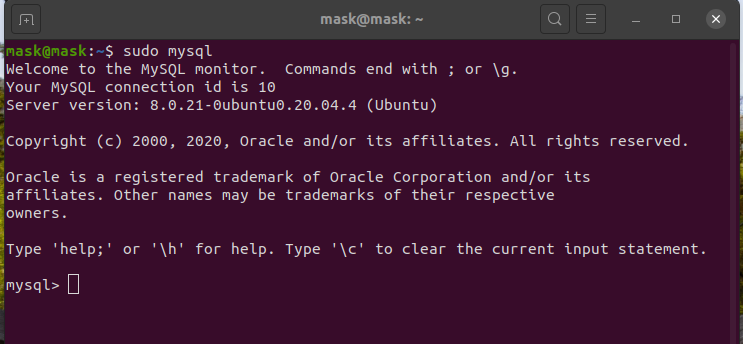 mask@mask: ~
mask@mask:~$ sudo mysql
Welcome to the MySQL monitor.  Commands end with ; or \g.
Your MySQL connection id is 10
Server version: 8.0.21-0ubuntu0.20.04.4 (Ubuntu)
Copyright (c) 2000, 2020, Oracle and/or its affiliates. All rights reserved.
Oracle is a registered trademark of Oracle Corporation and/or its
affiliates. Other names may be trademarks of their respective
owners.
Type 'help;' or '\h' for help. Type '\c' to clear the current input statement.
mysql>